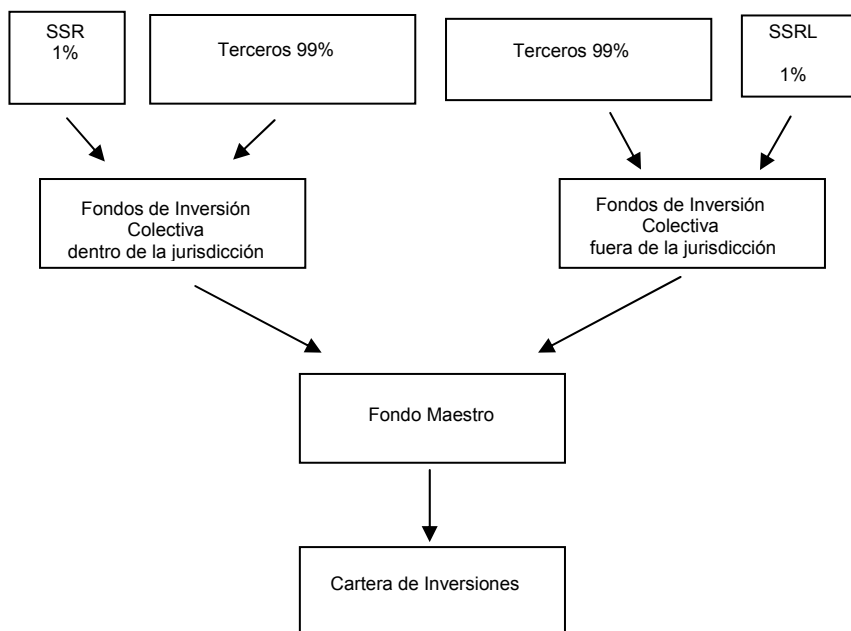 SSR
1%
Terceros 99%
Terceros 99%
SSRL
1%
Fondos de Inversión
Colectiva
dentro de la jurisdicción
Fondos de Inversión
Colectiva
fuera de la jurisdicción
Fondo Maestro
Cartera de Inversiones